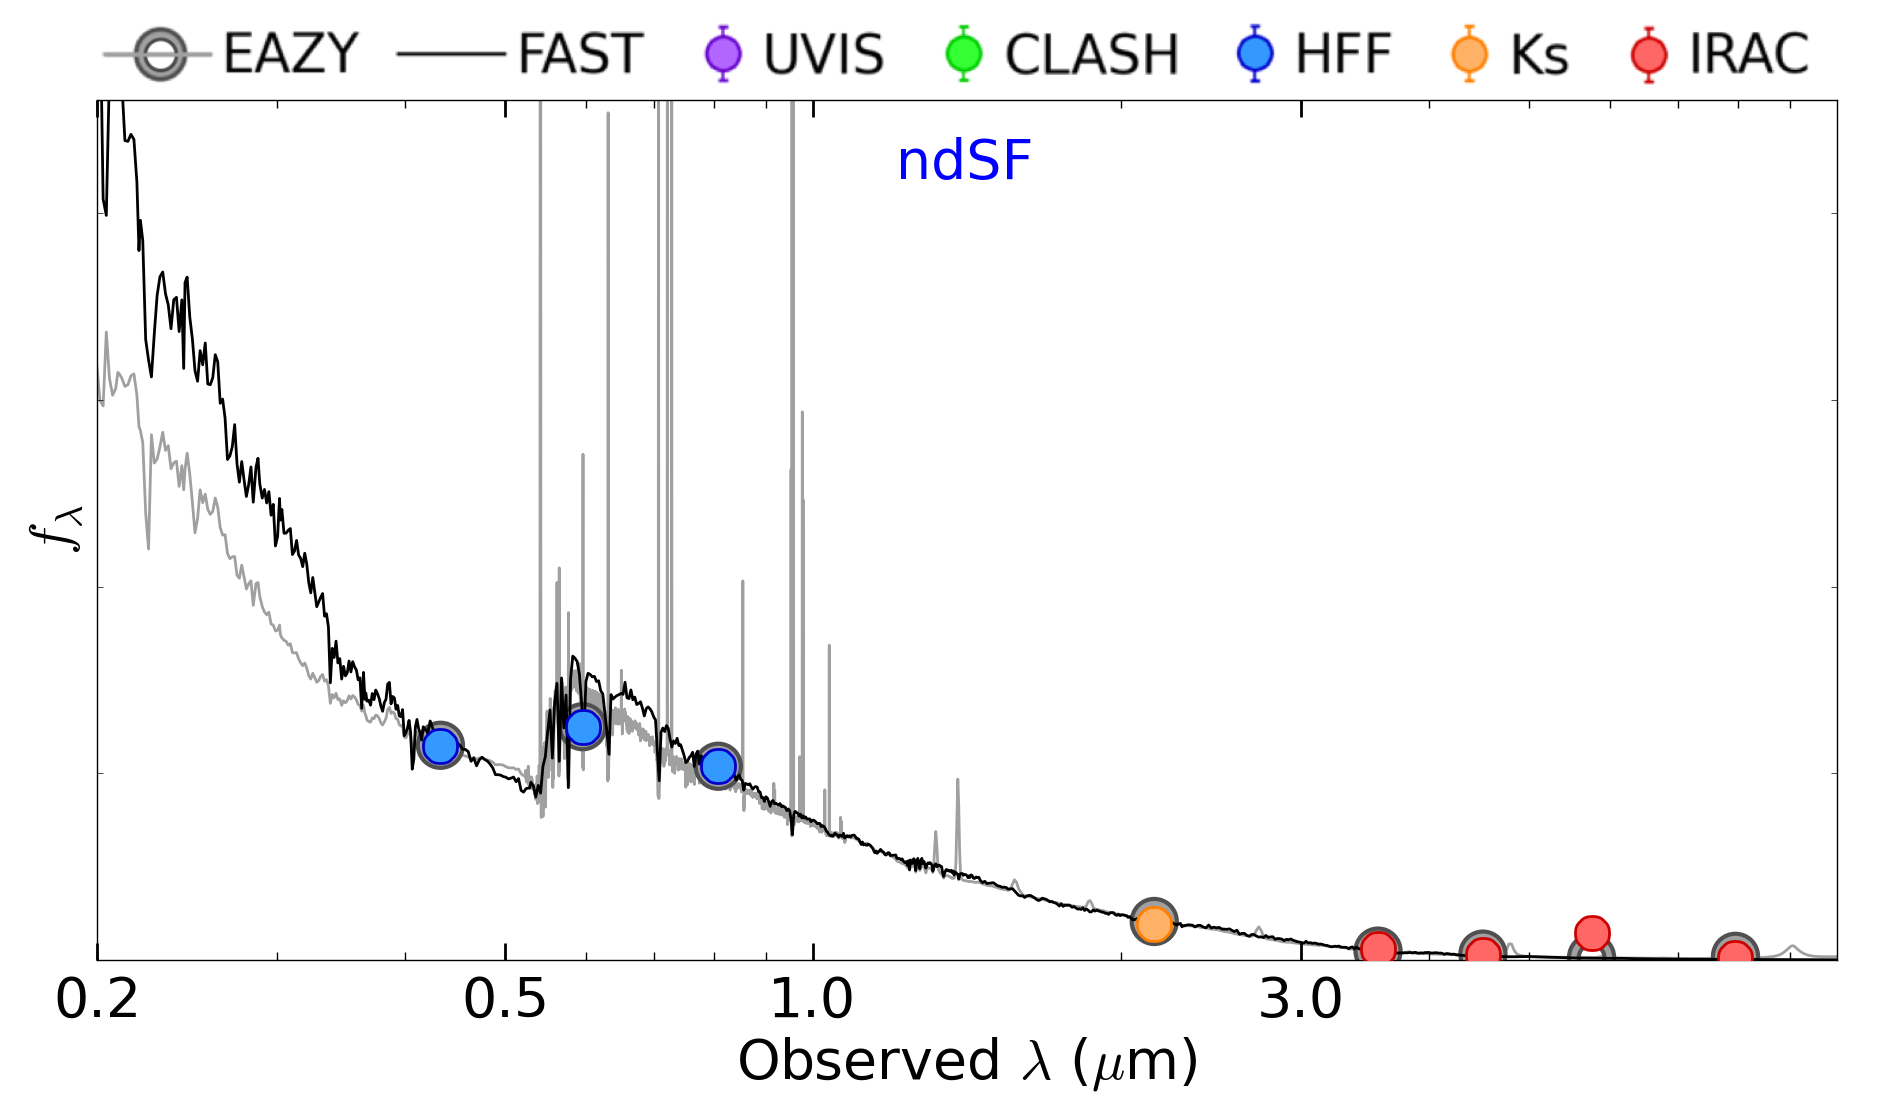 EAZY FAST UVIS CLASH HFF Ks IRAC
ndSF
fλ
0.2 0.5 1.0 3.0
Observed λ (μm)